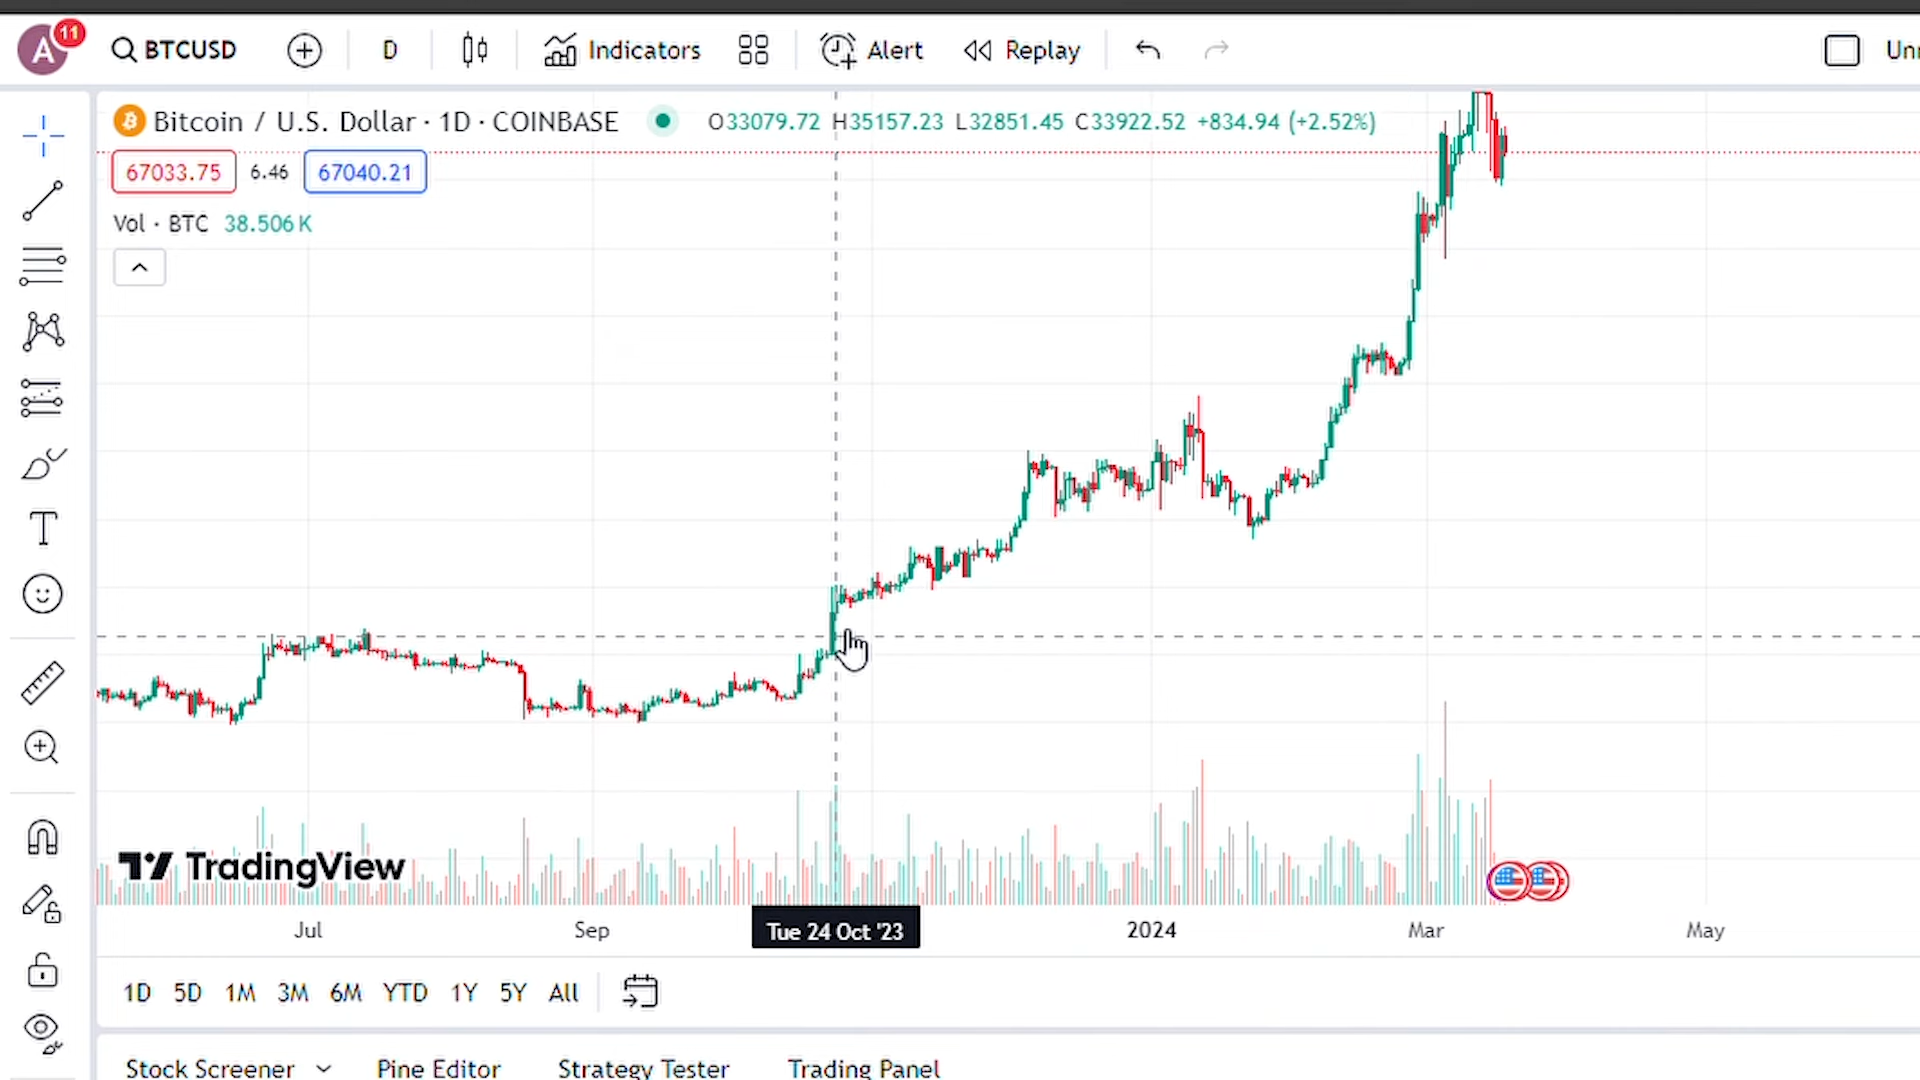 A 11 BTCUSD D Indicators Alert Replay
Bitcoin / U.S. Dollar · 1D · COINBASE O33079.72 H35157.23 L32851.45 C33922.52 +834.94 (+2.52%)
67033.75 6.46 67040.21
Vol · BTC 38.506 K
T
TradingView
Jul Sep Tue 24 Oct '23 2024 Mar May
1D 5D 1M 3M 6M YTD 1Y 5Y All
Stock Screener Pine Editor Strategy Tester Trading Panel